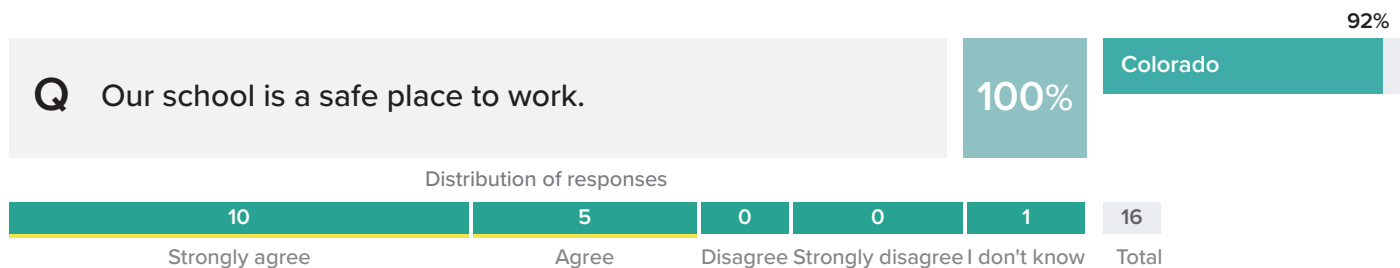 92%
Q Our school is a safe place to work.
100%
Colorado
Distribution of responses
10 5 0 0 1 16
Strongly agree Agree Disagree Strongly disagree I don't know Total